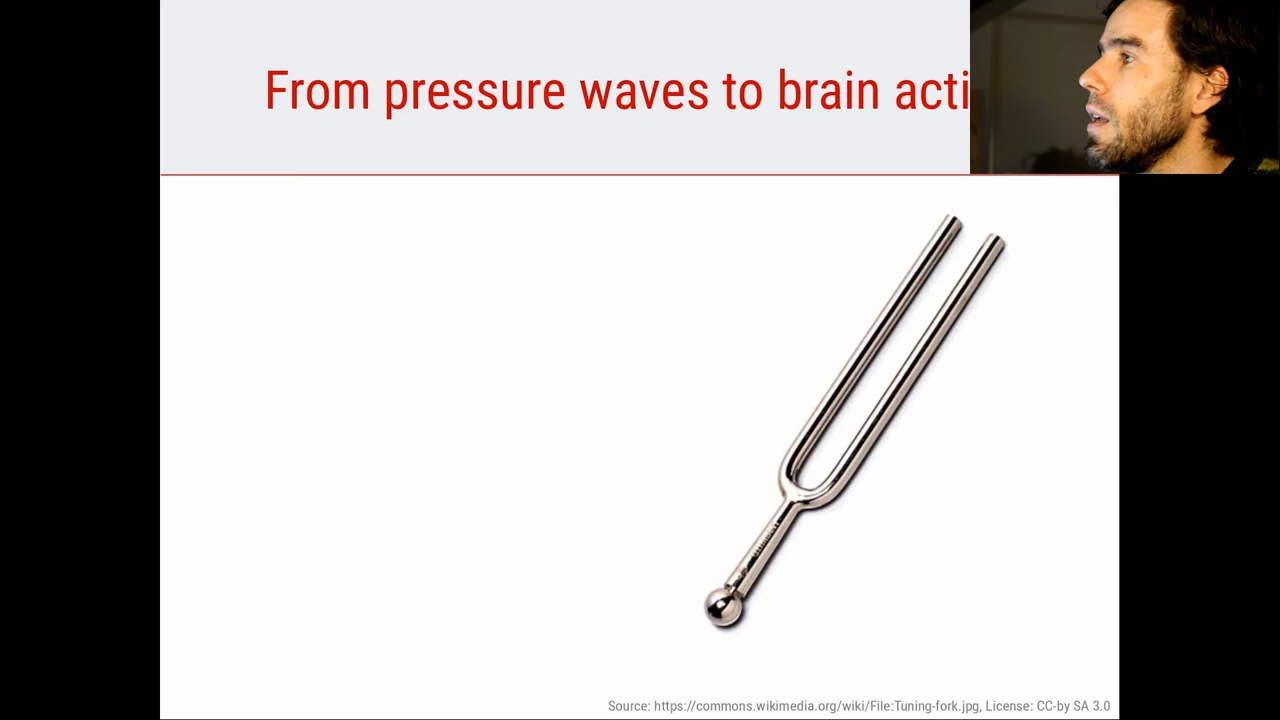 From pressure waves to brain acti
Source: https://commons.wikimedia.org/wiki/File:Tuning-fork.jpg, License: CC-by SA 3.0